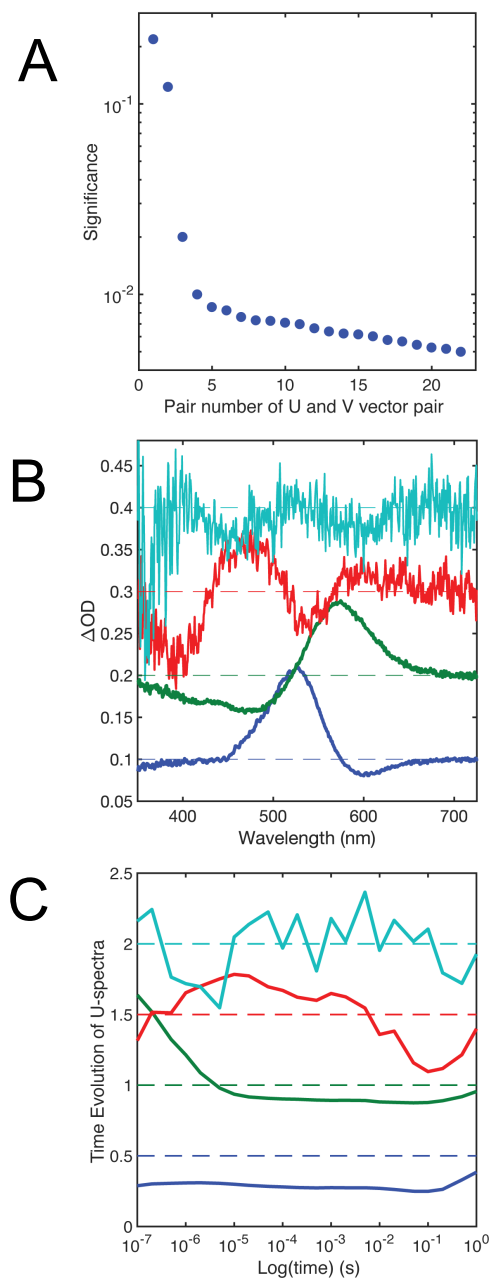 A
Significance
10-1
10-2
0 5 10 15 20
Pair number of U and V vector pair
B
ΔOD
0.45
0.4
0.35
0.3
0.25
0.2
0.15
0.1
0.05
400 500 600 700
Wavelength (nm)
C
Time Evolution of U-spectra
2.5
2
1.5
1
0.5
0
10-7 10-6 10-5 10-4 10-3 10-2 10-1 100
Log(time) (s)